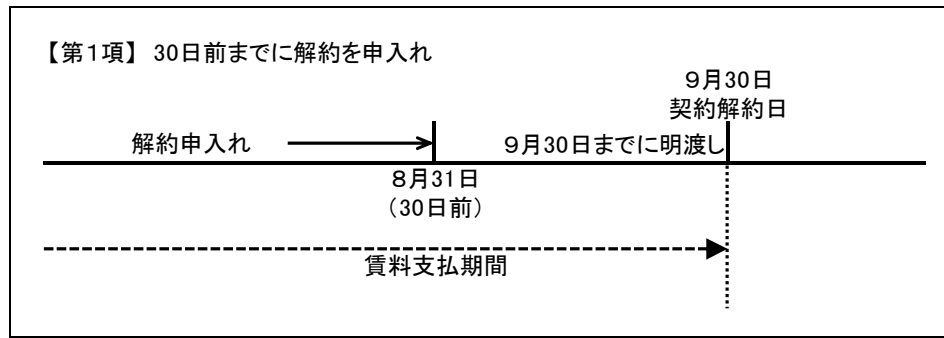 【第1項】 30日前までに解約を申入れ
9月30日
契約解約日
解約申入れ
9月30日までに明渡し
8月31日
(30日前)
賃料支払期間